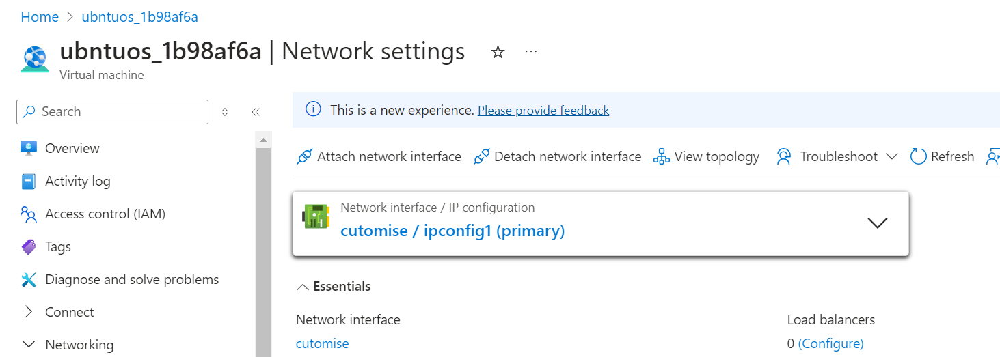 Home > ubntuos_1b98af6a
ubntuos_1b98af6a | Network settings ☆ ...
Virtual machine
Search
This is a new experience. Please provide feedback
Overview
Activity log
Access control (IAM)
Tags
Diagnose and solve problems
Connect
Networking
Attach network interface Detach network interface View topology Troubleshoot Refresh
Network interface / IP configuration
cutomise / ipconfig1 (primary)
Essentials
Network interface
cutomise
Load balancers
0 (Configure)